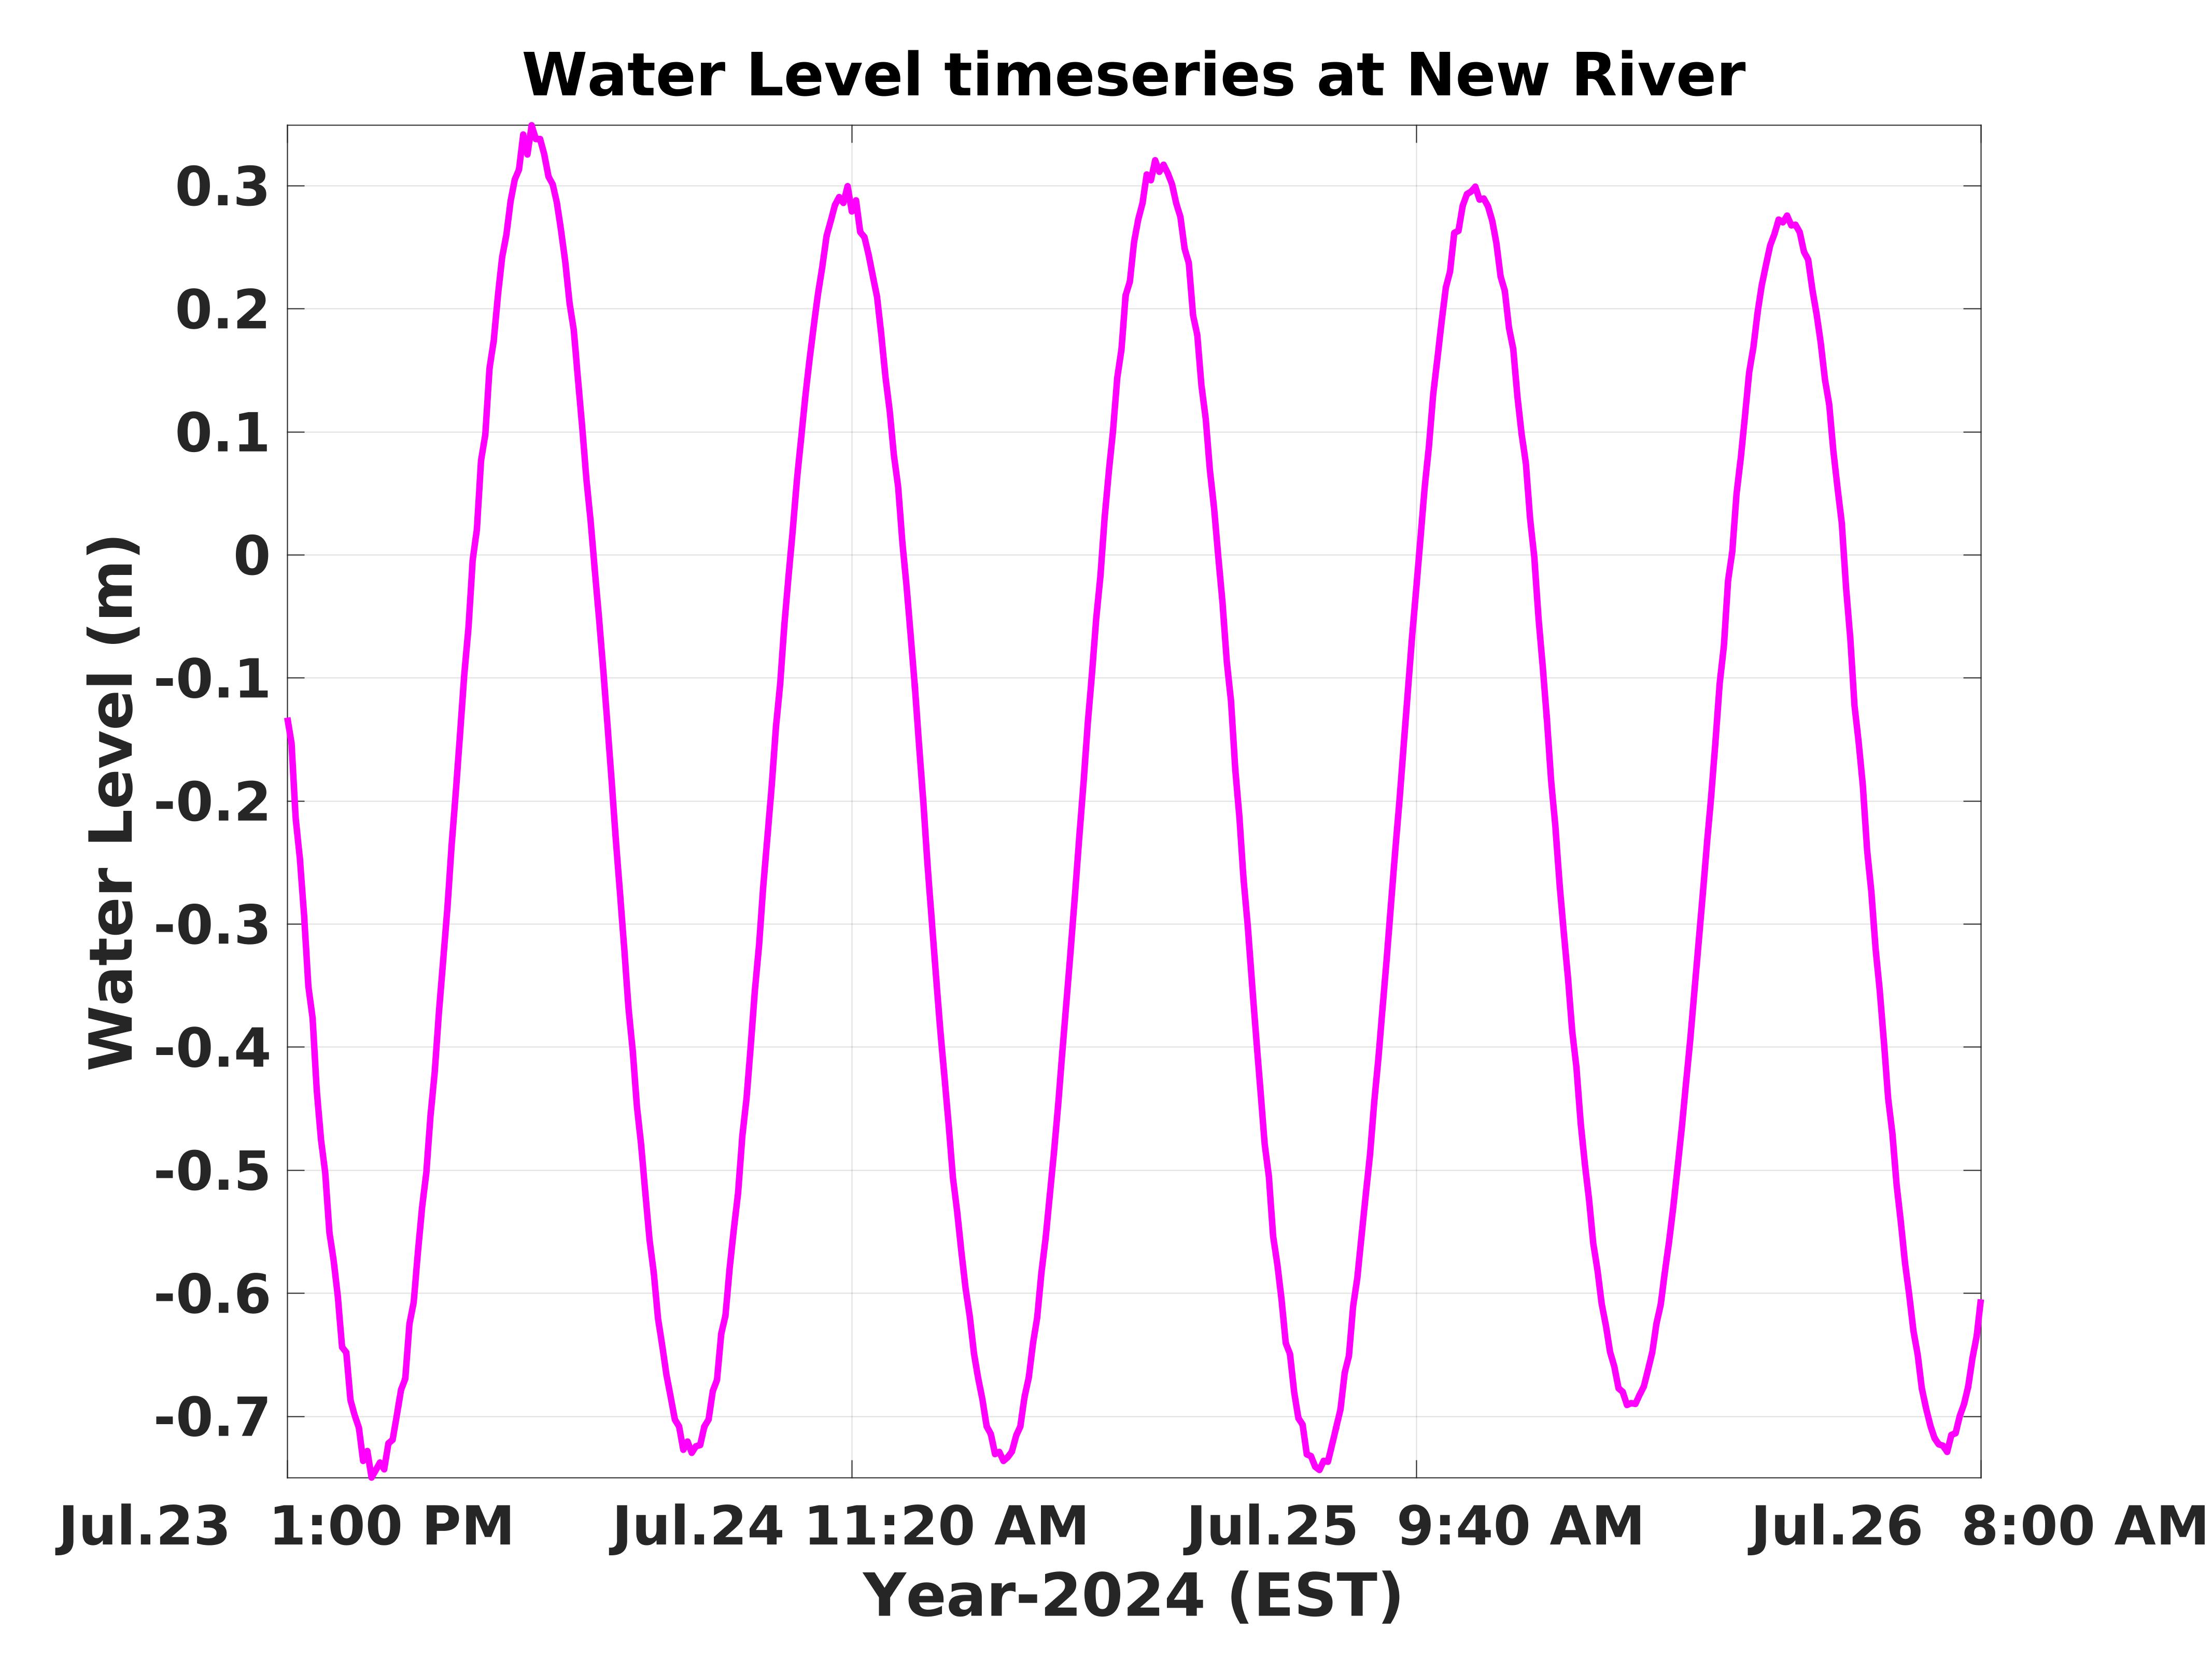 Water Level timeseries at New River
0.3
0.2
0.1
0
-0.1
-0.2
-0.3
-0.4
-0.5
-0.6
-0.7
Water Level (m)
Jul.23 1:00 PM Jul.24 11:20 AM Jul.25 9:40 AM Jul.26 8:00 AM
Year-2024 (EST)